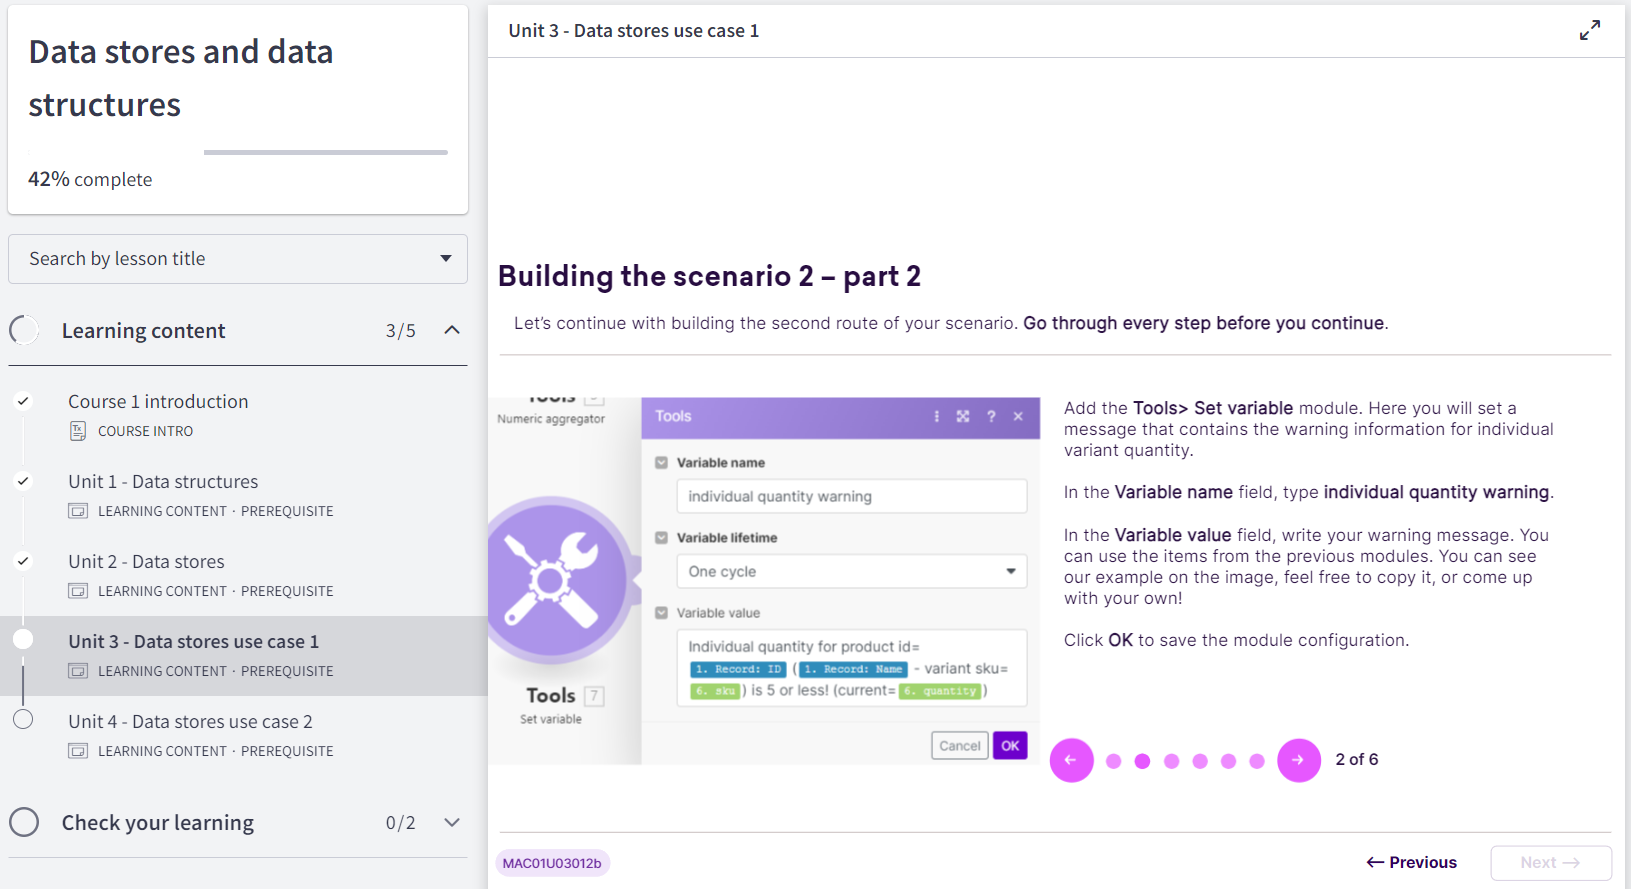 Data stores and data
structures
42% complete
Search by lesson title
Learning content 3/5
Course 1 introduction
COURSE INTRO
Unit 1 - Data structures
LEARNING CONTENT · PREREQUISITE
Unit 2 - Data stores
LEARNING CONTENT · PREREQUISITE
Unit 3 - Data stores use case 1
LEARNING CONTENT · PREREQUISITE
Unit 4 - Data stores use case 2
LEARNING CONTENT · PREREQUISITE
Check your learning 0/2
Unit 3 - Data stores use case 1
Building the scenario 2 – part 2
Let’s continue with building the second route of your scenario. Go through every step before you continue.
Tools
Numeric aggregator
Tools 7
Set variable
Tools ?
Variable name
individual quantity warning
Variable lifetime
One cycle
Variable value
Individual quantity for product id=
1. Record: ID ( 1. Record: Name - variant sku=
6. sku ) is 5 or less! (current= 6. quantity )
Cancel OK
Add the Tools> Set variable module. Here you will set a
message that contains the warning information for individual
variant quantity.
In the Variable name field, type individual quantity warning.
In the Variable value field, write your warning message. You
can use the items from the previous modules. You can see
our example on the image, feel free to copy it, or come up
with your own!
Click OK to save the module configuration.
2 of 6
MAC01U03012b
← Previous
Next →